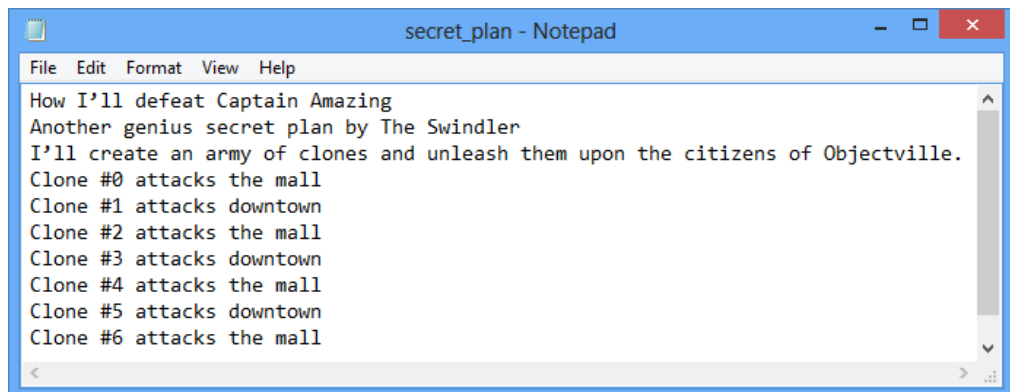 secret_plan - Notepad
File Edit Format View Help
How I’ll defeat Captain Amazing
Another genius secret plan by The Swindler
I’ll create an army of clones and unleash them upon the citizens of Objectville.
Clone #0 attacks the mall
Clone #1 attacks downtown
Clone #2 attacks the mall
Clone #3 attacks downtown
Clone #4 attacks the mall
Clone #5 attacks downtown
Clone #6 attacks the mall